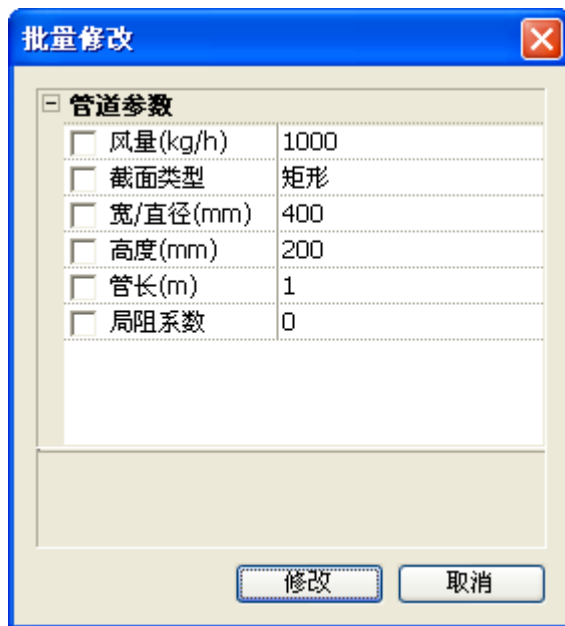 批量修改
管道参数
风量(kg/h) 1000
截面类型 矩形
宽/直径(mm) 400
高度(mm) 200
管长(m) 1
局阻系数 0
修改 取消